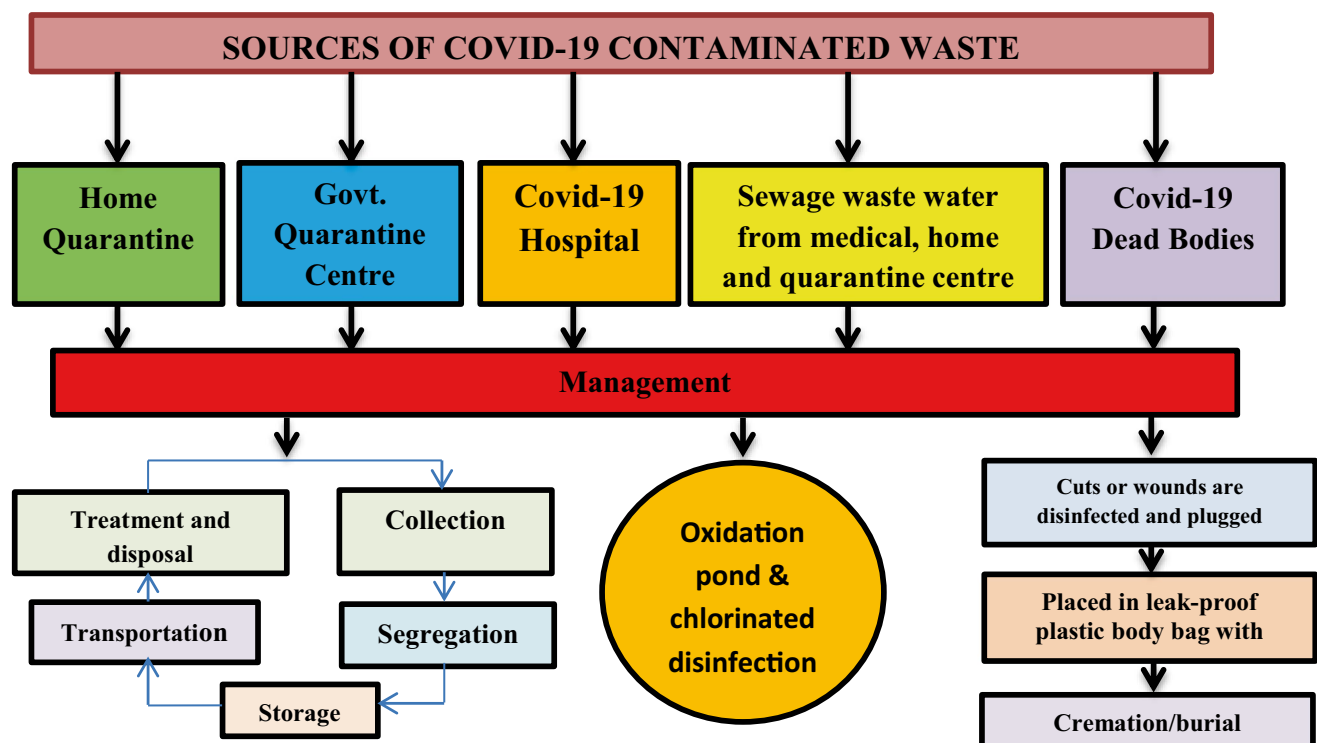 SOURCES OF COVID-19 CONTAMINATED WASTE
Home
Quarantine
Govt.
Quarantine
Centre
Covid-19
Hospital
Sewage waste water
from medical, home
and quarantine centre
Covid-19
Dead Bodies
Management
Treatment and
disposal
Collection
Transportation
Segregation
Storage
Oxidation
pond &
chlorinated
disinfection
Cuts or wounds are
disinfected and plugged
Placed in leak-proof
plastic body bag with
Cremation/burial